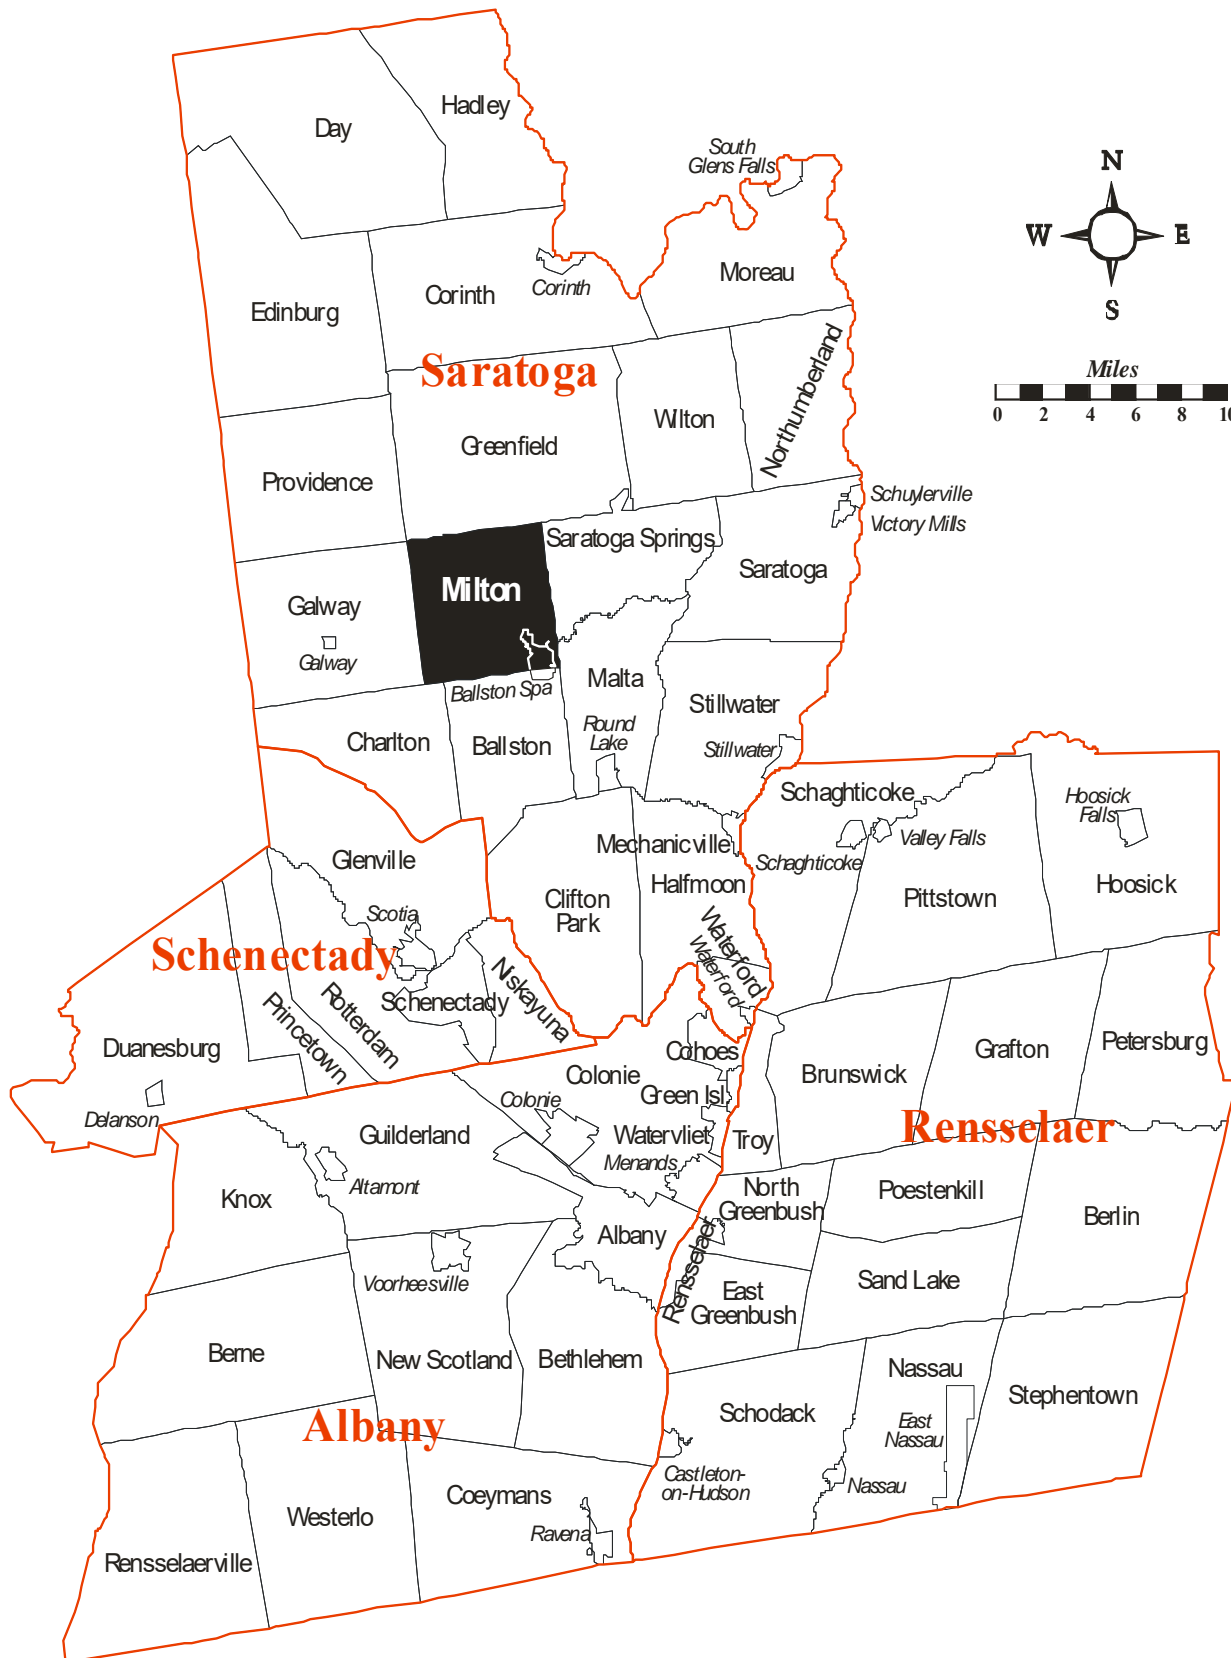 Hadley
Day
South
Glens Falls
N
W
E
S
Moreau
Corinth
Corinth
Edinburg
Saratoga
Miles
0 2 4 6 8 10
Northumberland
Wilton
Greenfield
Providence
Schuylerville
Victory Mills
Saratoga Springs
Saratoga
Milton
Galway
Galway
Malta
Ballston Spa
Stillwater
Round
Lake
Stillwater
Charlton
Ballston
Schaghticoke
Hoosick
Falls
Valley Falls
Schaghticoke
Mechanicville
Halfmoon
Glenville
Pittstown
Hoosick
Clifton
Park
Scotia
Waterford
Waterford
Schenectady
Niskayuna
Schenectady
Rotterdam
Princetown
Duanesburg
Delanson
Cohoes
Colonie
Green Isl.
Colonie
Watervliet
Menands
Troy
Brunswick
Grafton
Petersburg
Rensselaer
Guilderland
Altamont
Knox
North
Greenbush
Poestenkill
Berlin
Albany
Rensselaer
Voorheesville
East
Greenbush
Sand Lake
Berne
New Scotland
Bethlehem
Nassau
Stephentown
Albany
Schodack
East
Nassau
Castleton-
on-Hudson
Nassau
Coeymans
Westerlo
Ravena
Rensselaerville